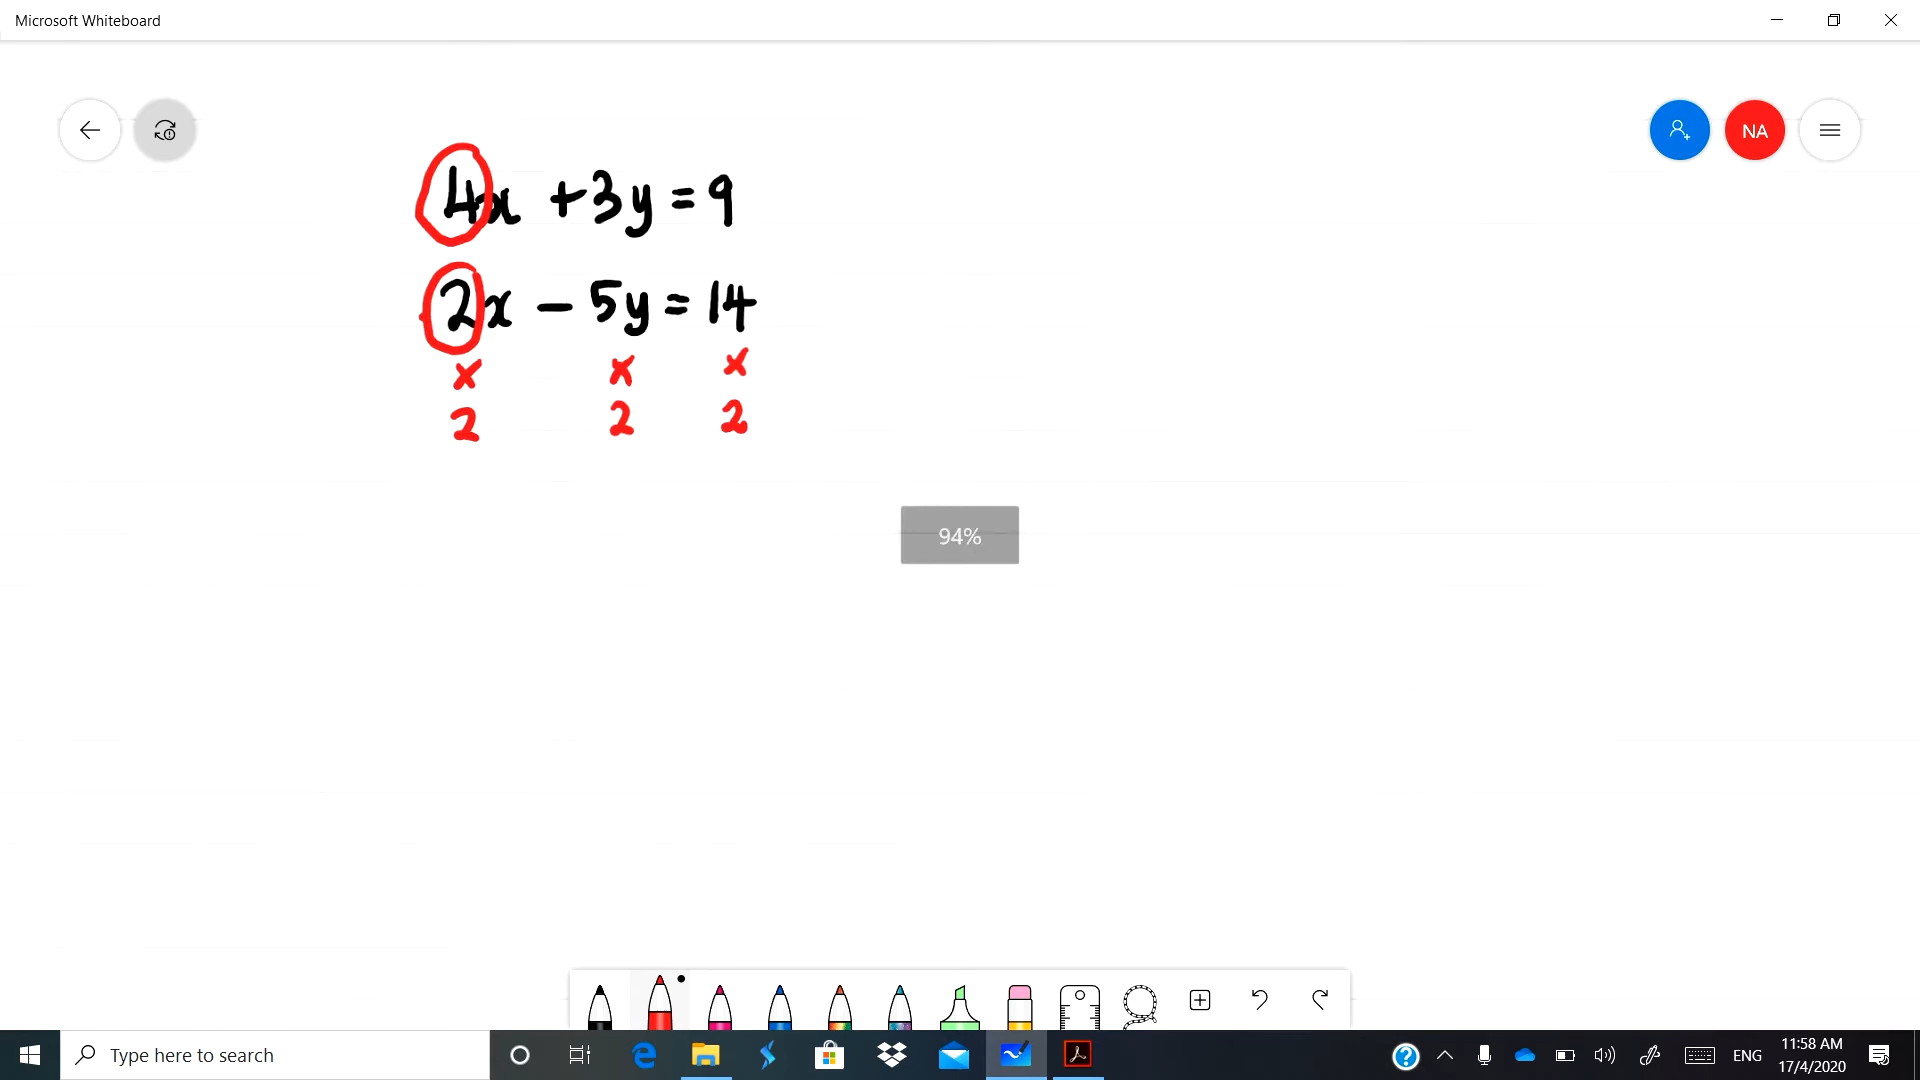 Microsoft Whiteboard
NA
4x + 3y = 9
2x - 5y = 14
x x x
2 2 2
94%
Type here to search
ENG
11:58 AM
17/4/2020